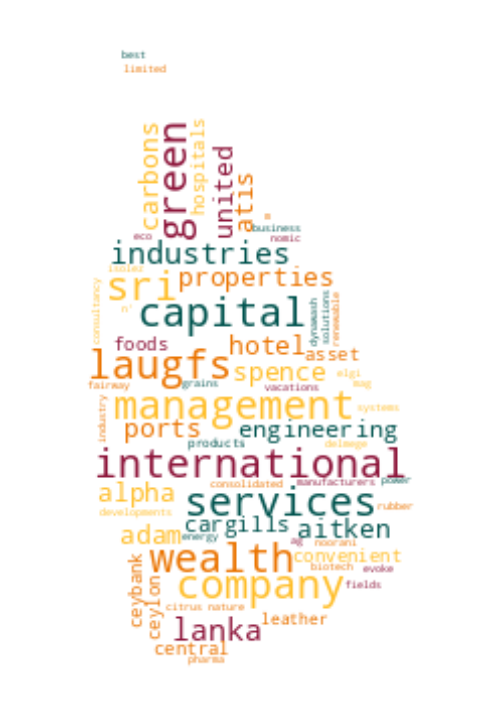 best
limited
carbons
green
hospitals
united
atis
a
business
eco
nomic
industries
isolez
sri
properties
consultancy
n'
capital
dynawash
solutions
renewable
foods
hotel
asset
laugfs
spence
elgi
fairway
grains
vacations
mag
management
systems
industry
ports
engineering
products
delmege
international
consolidated
manufacturers
power
alpha
services
rubber
developments
cargills
aitken
adam
energy
ag
noorani
wealth
convenient
ceybank
ceylon
company
biotech
evoke
fields
citrus
nature
lanka
leather
central
pharma